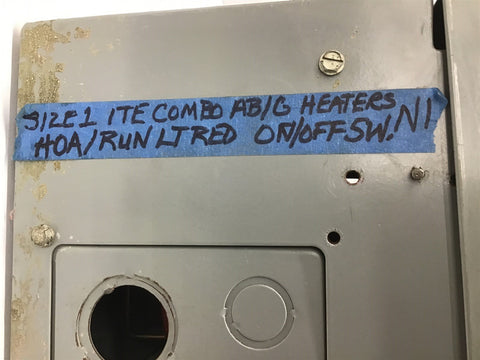 SIZE 1 ITE COMBO AB/G HEATERS
HOA/RUN LT RED ON/OFF SW. N1